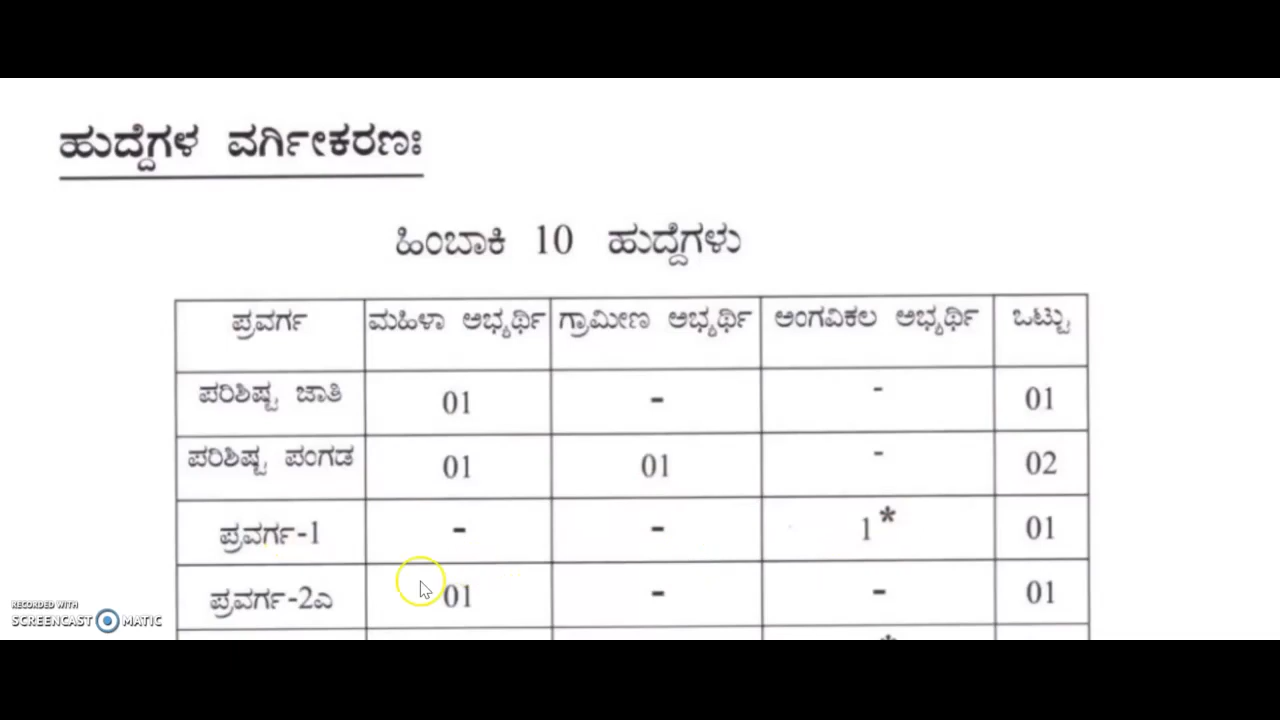 ಹುದ್ದೆಗಳ ವರ್ಗೀಕರಣಃ
ಹಿಂಬಾಕಿ 10 ಹುದ್ದೆಗಳು
ಪ್ರವರ್ಗ ಮಹಿಳಾ ಅಭ್ಯರ್ಥಿ ಗ್ರಾಮೀಣ ಅಭ್ಯರ್ಥಿ ಅಂಗವಿಕಲ ಅಭ್ಯರ್ಥಿ ಒಟ್ಟು
ಪರಿಶಿಷ್ಟ ಜಾತಿ 01 - - 01
ಪರಿಶಿಷ್ಟ ಪಂಗಡ 01 01 - 02
ಪ್ರವರ್ಗ-1 - - 1* 01
ಪ್ರವರ್ಗ-2ಎ 01 - - 01
RECORDED WITH
SCREENCAST MATIC